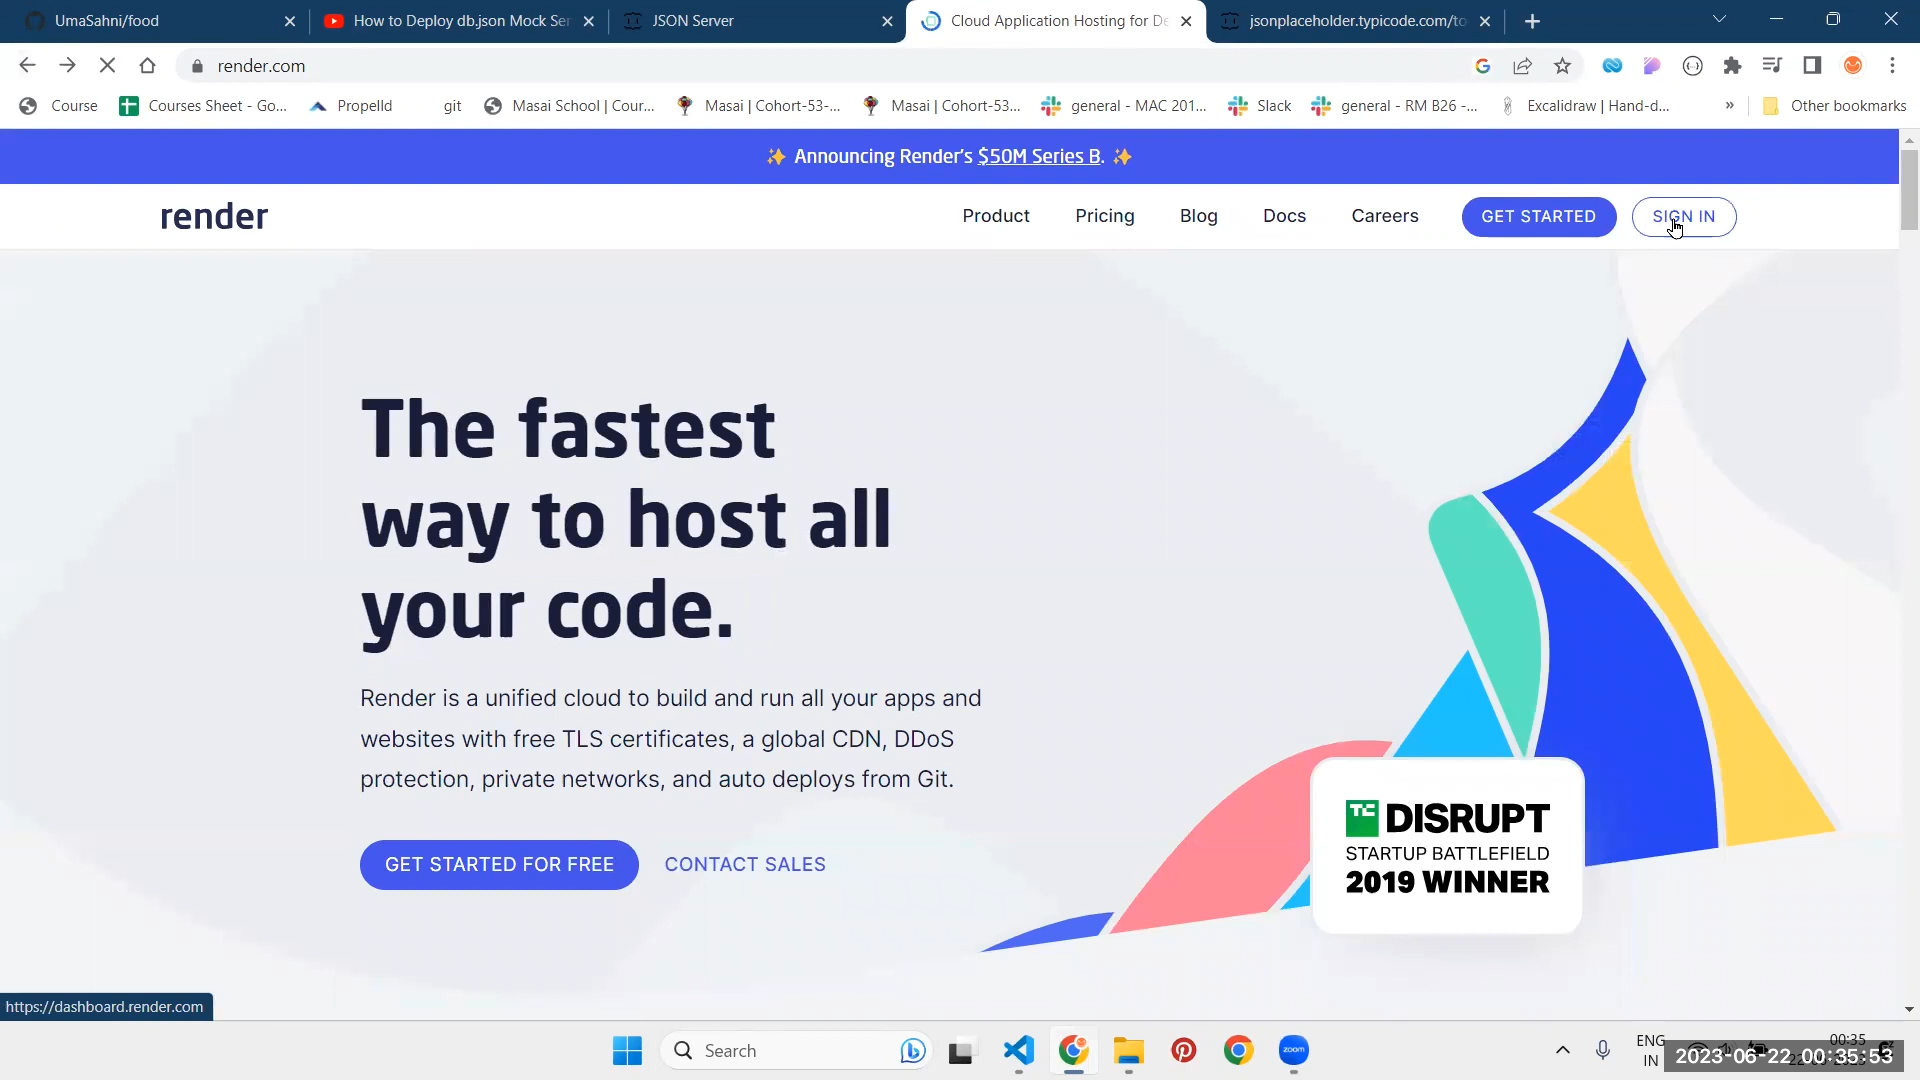 UmaSahni/food
How to Deploy db.json Mock Ser
JSON Server
Cloud Application Hosting for De
jsonplaceholder.typicode.com/to
render.com
Course
Courses Sheet - Go...
Propelld
git
Masai School | Cour...
Masai | Cohort-53-...
Masai | Cohort-53...
general - MAC 201...
Slack
general - RM B26 -...
Excalidraw | Hand-d...
»
Other bookmarks
✨ Announcing Render's $50M Series B. ✨
render
Product
Pricing
Blog
Docs
Careers
GET STARTED
SIGN IN
The fastest
way to host all
your code.
Render is a unified cloud to build and run all your apps and
websites with free TLS certificates, a global CDN, DDoS
protection, private networks, and auto deploys from Git.
GET STARTED FOR FREE
CONTACT SALES
TC DISRUPT
STARTUP BATTLEFIELD
2019 WINNER
https://dashboard.render.com
Search
zoom
ENG
IN
00:35
2023-06-22 00:35:53